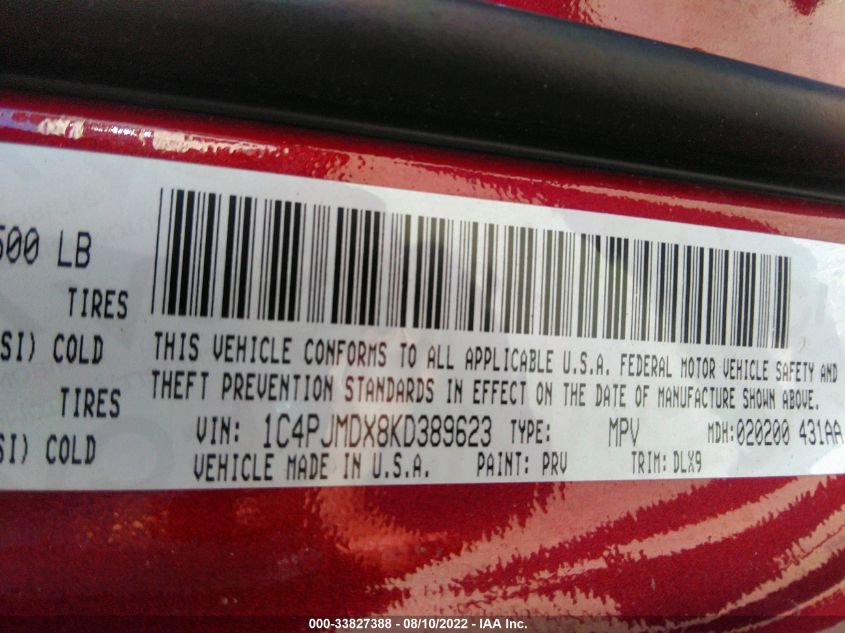 500 LB
TIRES
SI) COLD
TIRES
SI) COLD
THIS VEHICLE CONFORMS TO ALL APPLICABLE U.S.A. FEDERAL MOTOR VEHICLE SAFETY AND
THEFT PREVENTION STANDARDS IN EFFECT ON THE DATE OF MANUFACTURE SHOWN ABOVE.
VIN: 1C4PJMDX8KD389623 TYPE: MPV MDH:020200 431AA
VEHICLE MADE IN U.S.A. PAINT: PRV TRIM: DLX9
000-33827388 - 08/10/2022 - IAA Inc.